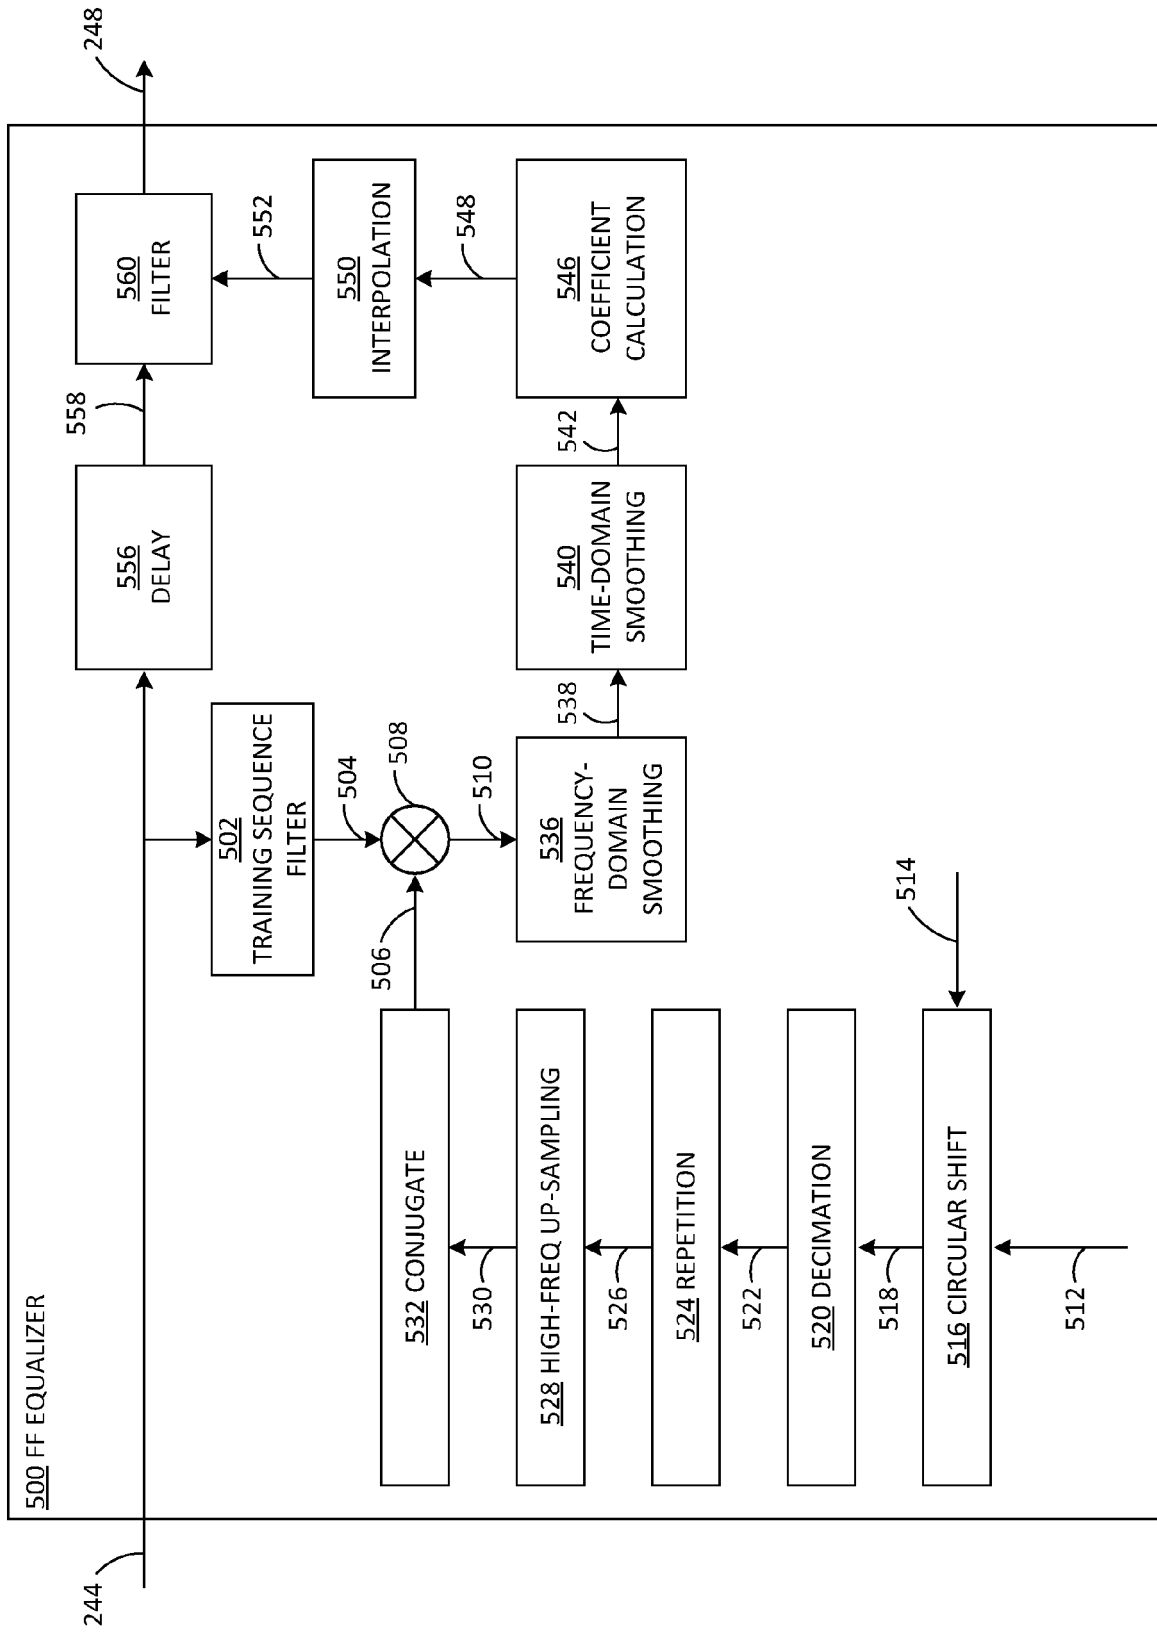 500 FF EQUALIZER
244
248
556
DELAY
558
560
FILTER
502
TRAINING SEQUENCE
FILTER
504
552
550
INTERPOLATION
506
508
510
548
532 CONJUGATE
530
528 HIGH-FREQ UP-SAMPLING
526
524 REPETITION
522
520 DECIMATION
518
516 CIRCULAR SHIFT
512
514
536
FREQUENCY-
DOMAIN
SMOOTHING
538
540
TIME-DOMAIN
SMOOTHING
542
546
COEFFICIENT
CALCULATION